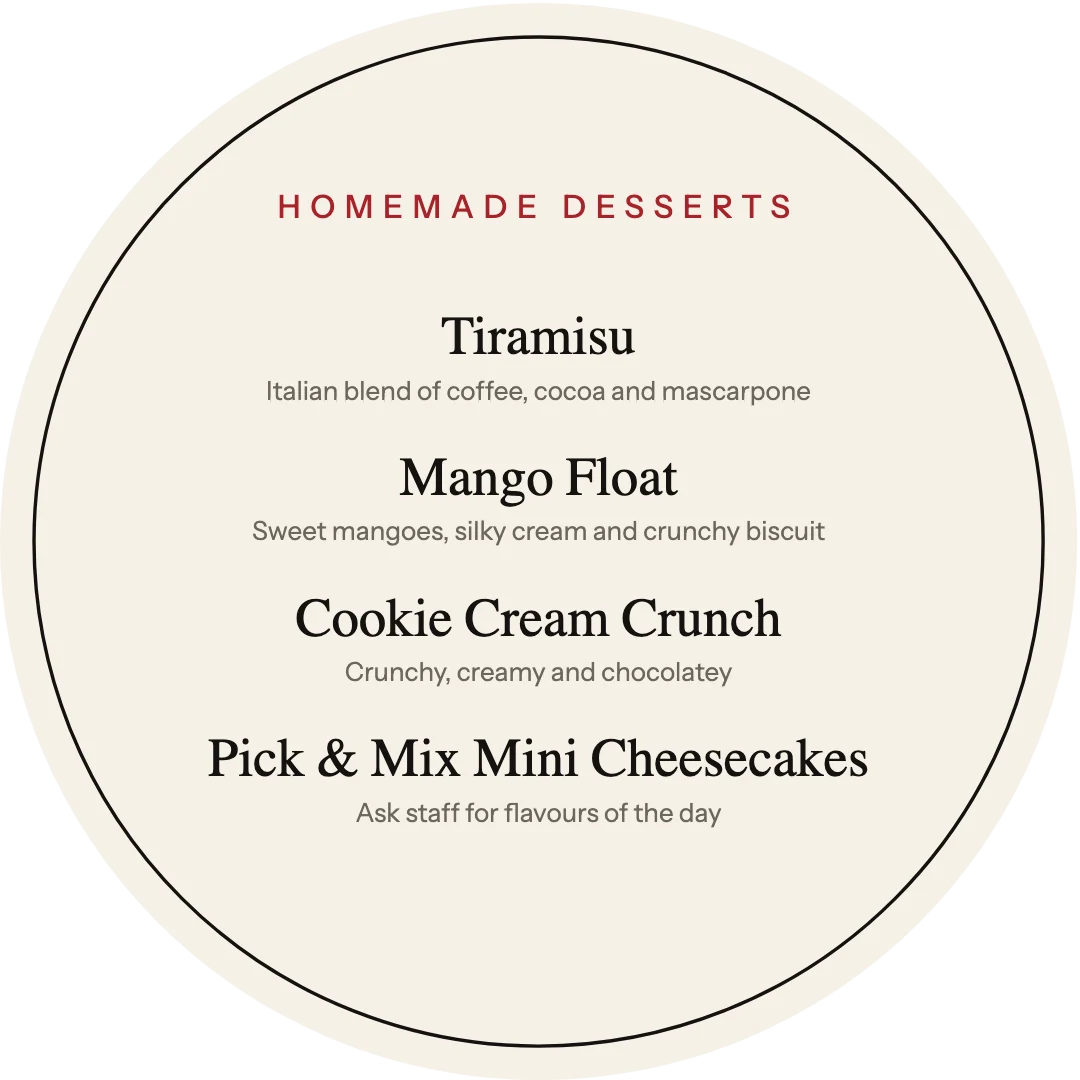 HOMEMADE DESSERTS
Tiramisu
Italian blend of coffee, cocoa and mascarpone
Mango Float
Sweet mangoes, silky cream and crunchy biscuit
Cookie Cream Crunch
Crunchy, creamy and chocolatey
Pick & Mix Mini Cheesecakes
Ask staff for flavours of the day